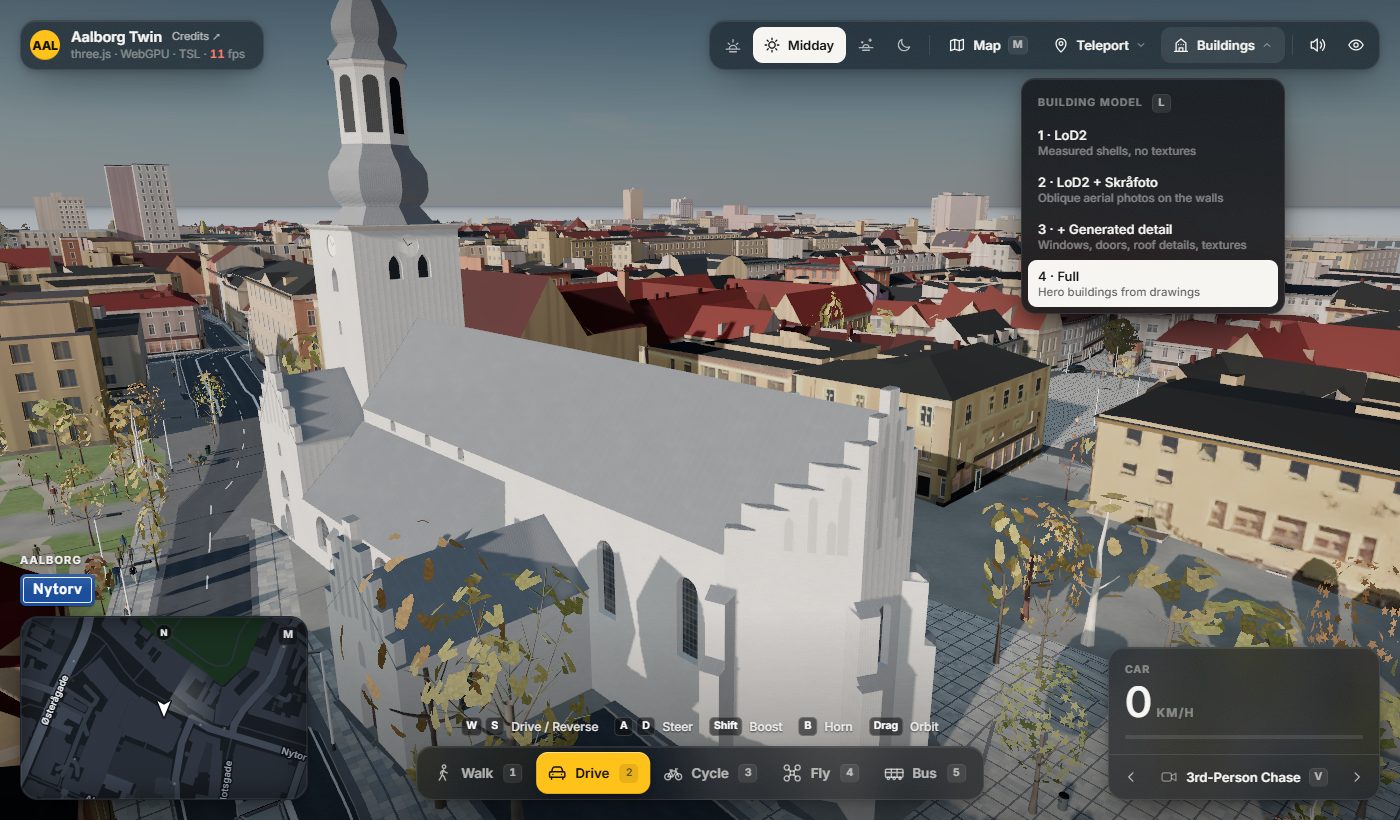 AAL
Aalborg Twin Credits ↗
three.js · WebGPU · TSL · 11 fps
Midday
Map M
Teleport
Buildings
BUILDING MODEL L
1 · LoD2
Measured shells, no textures
2 · LoD2 + Skråfoto
Oblique aerial photos on the walls
3 · + Generated detail
Windows, doors, roof details, textures
4 · Full
Hero buildings from drawings
AALBORG
Nytorv
N
M
Østerågade
Nytor
CAR
0 KM/H
3rd-Person Chase V
W S Drive / Reverse A D Steer Shift Boost B Horn Drag Orbit
Walk 1 Drive 2 Cycle 3 Fly 4 Bus 5